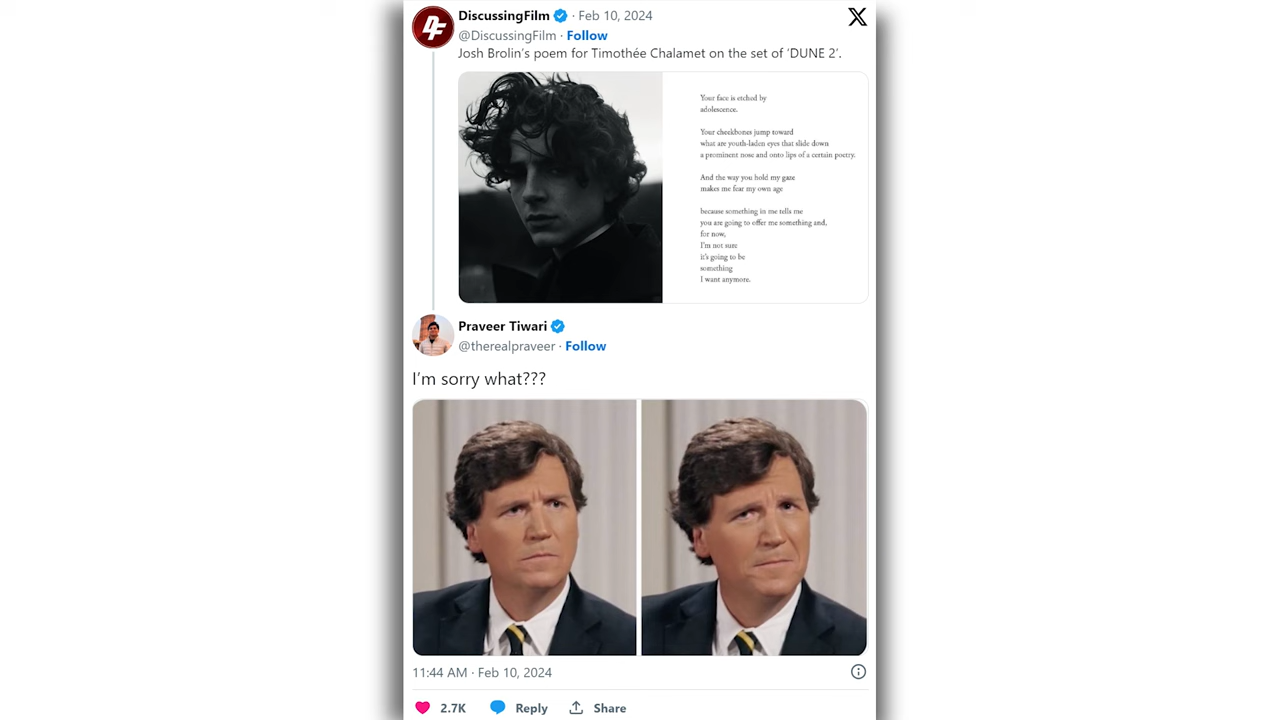 DiscussingFilm · Feb 10, 2024
@DiscussingFilm · Follow
Josh Brolin's poem for Timothée Chalamet on the set of 'DUNE 2'.
Your face is etched by
adolescence.
Your cheekbones jump toward
what are youth-laden eyes that slide down
a prominent nose and onto lips of a certain poetry.
And the way you hold my gaze
makes me fear my own age
because something in me tells me
you are going to offer me something and,
for now,
I'm not sure
it's going to be
something
I want anymore.
Praveer Tiwari
@therealpraveer · Follow
I'm sorry what???
11:44 AM · Feb 10, 2024
2.7K Reply Share